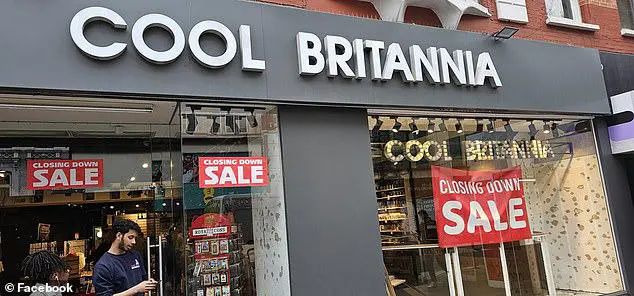 COOL BRITANNIA
COOL BRITANNIA
CLOSING DOWN
SALE
CLOSING DOWN
SALE
CLOSING DOWN
SALE
© Facebook